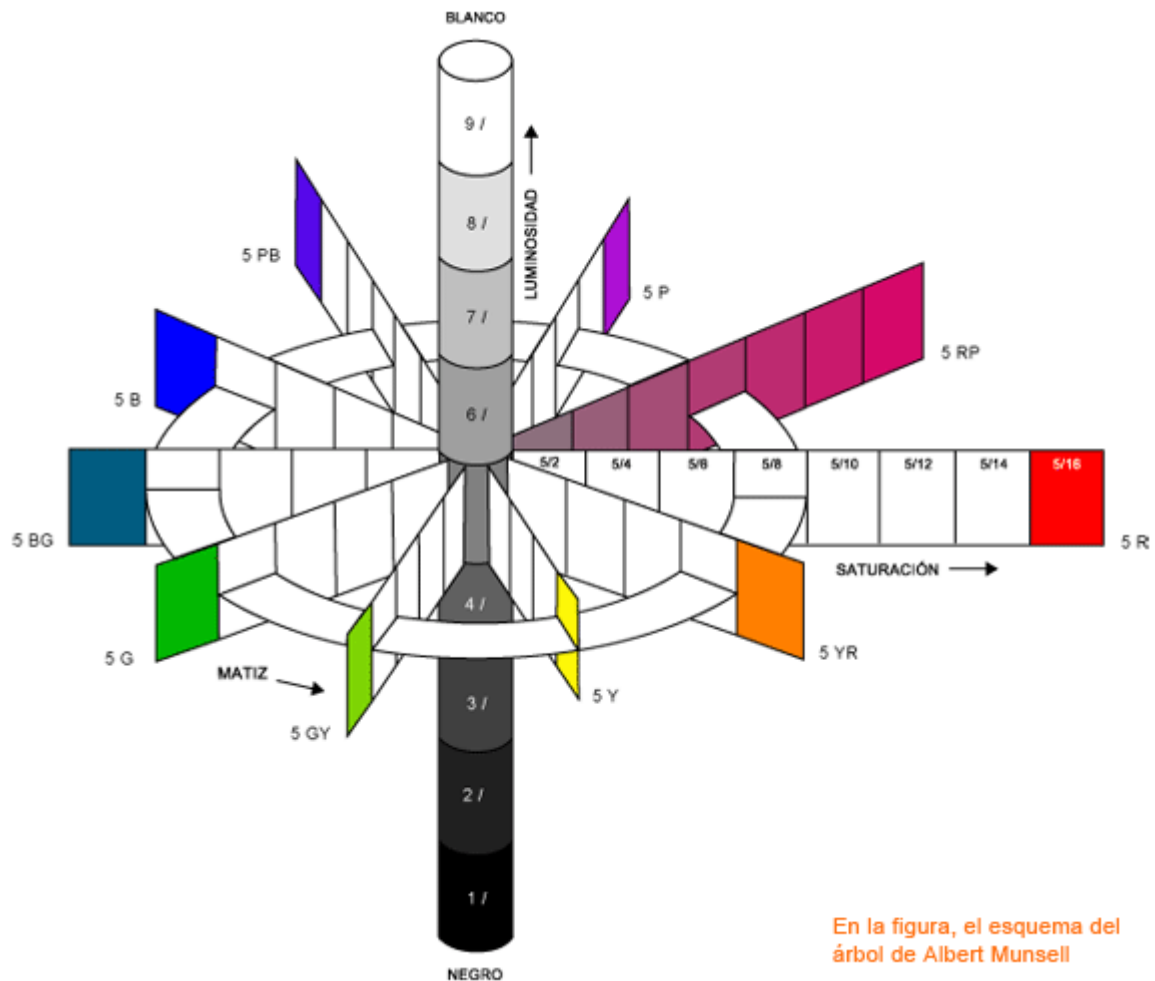 BLANCO
9 /
LUMINOSIDAD
8 /
5 PB
5 P
7 /
5 RP
5 B
6 /
5/2 5/4 5/6 5/8 5/10 5/12 5/14 5/16
5 BG
5 R
SATURACIÓN
4 /
5 G
5 YR
MATIZ
5 Y
3 /
5 GY
2 /
1 /
En la figura, el esquema del
árbol de Albert Munsell
NEGRO